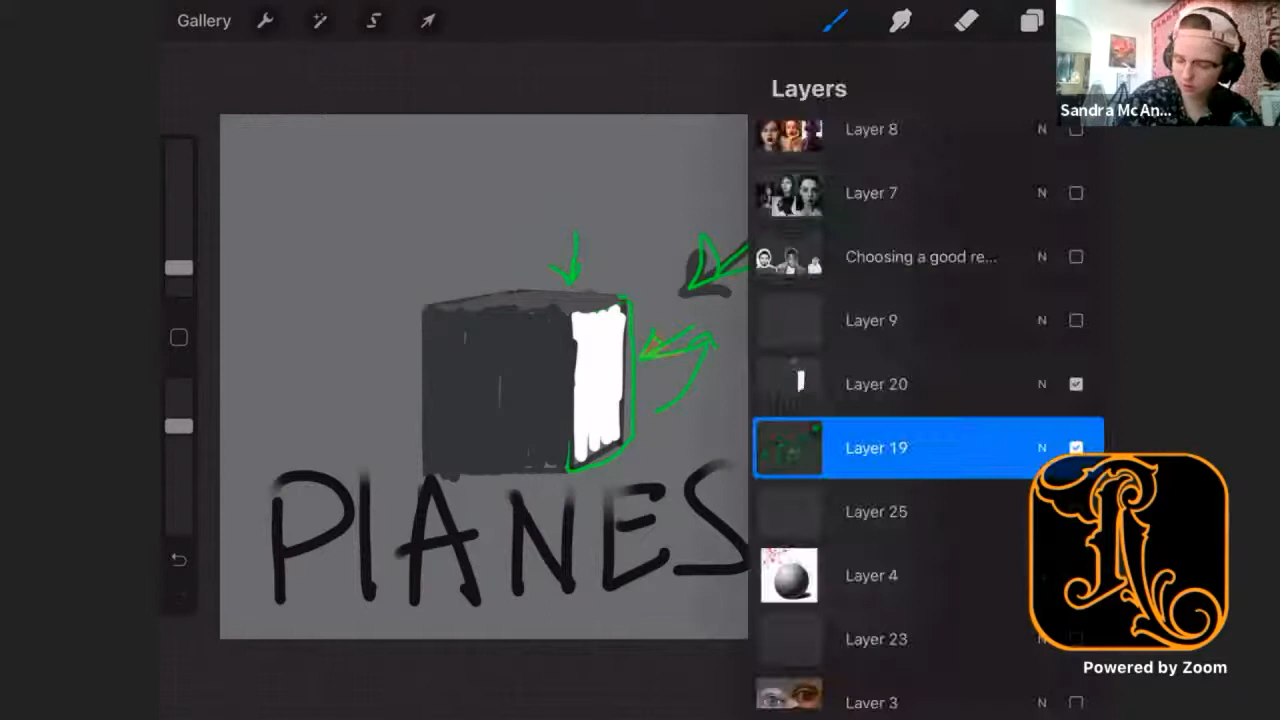 Gallery
Layers
Sandra McAn...
Layer 8 N
Layer 7 N
Choosing a good re... N
Layer 9 N
Layer 20 N
Layer 19 N
Layer 25
Layer 4
Layer 23 N
Layer 3 N
PlANES
Powered by Zoom